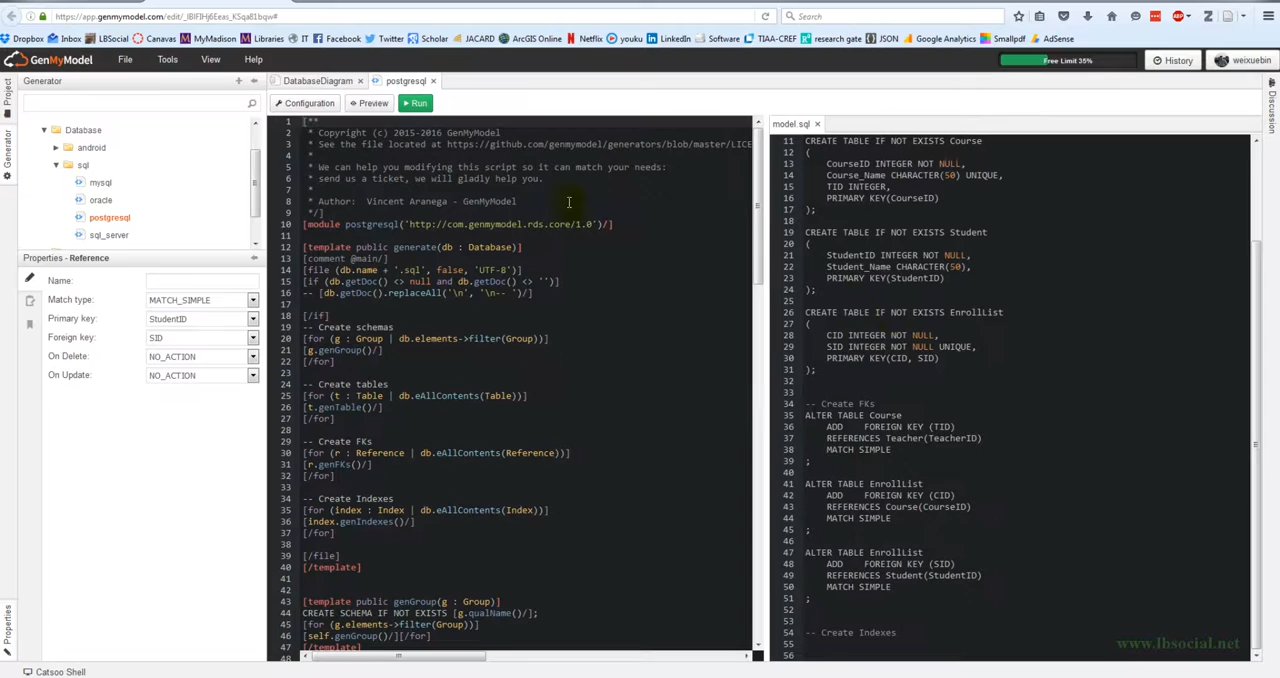 https://app.genmymodel.com/edit/_lBlFIHj6Eeas_KSqa81bqw#
Search
Dropbox Inbox LBSocial Canavas MyMadison Libraries IT Facebook Twitter Scholar JACARD ArcGIS Online Netflix youku LinkedIn Software TIAA-CREF research gate JSON Google Analytics Smallpdf AdSense
GenMyModel File Tools View Help Free Limit 35% History weixuebin
Generator
DatabaseDiagram postgresql
Configuration Preview Run
Project
Generator
Discussion
Database
android
sql
mysql
oracle
postgresql
sql_server
Properties - Reference
Name:
Match type: MATCH_SIMPLE
Primary key: StudentID
Foreign key: SID
On Delete: NO_ACTION
On Update: NO_ACTION
Properties
1 [**
2 * Copyright (c) 2015-2016 GenMyModel
3 * See the file located at https://github.com/genmymodel/generators/blob/master/LICE
4 *
5 * We can help you modifying this script so it can match your needs:
6 * send us a ticket, we will gladly help you.
7 *
8 * Author: Vincent Aranega - GenMyModel
9 */]
10 [module postgresql('http://com.genmymodel.rds.core/1.0')/]
11
12 [template public generate(db : Database)]
13 [comment @main/]
14 [file (db.name + '.sql', false, 'UTF-8')]
15 [if (db.getDoc() <> null and db.getDoc() <> '')]
16 -- [db.getDoc().replaceAll('\n', '\n-- ')/]
17
18 [/if]
19 -- Create schemas
20 [for (g : Group | db.elements->filter(Group))]
21 [g.genGroup()/]
22 [/for]
23
24 -- Create tables
25 [for (t : Table | db.eAllContents(Table))]
26 [t.genTable()/]
27 [/for]
28
29 -- Create FKs
30 [for (r : Reference | db.eAllContents(Reference))]
31 [r.genFKs()/]
32 [/for]
33
34 -- Create Indexes
35 [for (index : Index | db.eAllContents(Index))]
36 [index.genIndexes()/]
37 [/for]
38
39 [/file]
40 [/template]
41
42
43 [template public genGroup(g : Group)]
44 CREATE SCHEMA IF NOT EXISTS [g.qualName()/];
45 [for (g.elements->filter(Group))]
46 [self.genGroup()/][/for]
47 [/template]
48
model.sql
11 CREATE TABLE IF NOT EXISTS Course
12 (
13 CourseID INTEGER NOT NULL,
14 Course_Name CHARACTER(50) UNIQUE,
15 TID INTEGER,
16 PRIMARY KEY(CourseID)
17 );
18
19 CREATE TABLE IF NOT EXISTS Student
20 (
21 StudentID INTEGER NOT NULL,
22 Student_Name CHARACTER(50),
23 PRIMARY KEY(StudentID)
24 );
25
26 CREATE TABLE IF NOT EXISTS EnrollList
27 (
28 CID INTEGER NOT NULL,
29 SID INTEGER NOT NULL UNIQUE,
30 PRIMARY KEY(CID, SID)
31 );
32
33
34 -- Create FKs
35 ALTER TABLE Course
36 ADD FOREIGN KEY (TID)
37 REFERENCES Teacher(TeacherID)
38 MATCH SIMPLE
39 ;
40
41 ALTER TABLE EnrollList
42 ADD FOREIGN KEY (CID)
43 REFERENCES Course(CourseID)
44 MATCH SIMPLE
45 ;
46
47 ALTER TABLE EnrollList
48 ADD FOREIGN KEY (SID)
49 REFERENCES Student(StudentID)
50 MATCH SIMPLE
51 ;
52
53
54 -- Create Indexes
55
56
www.lbsocial.net
Catsoo Shell